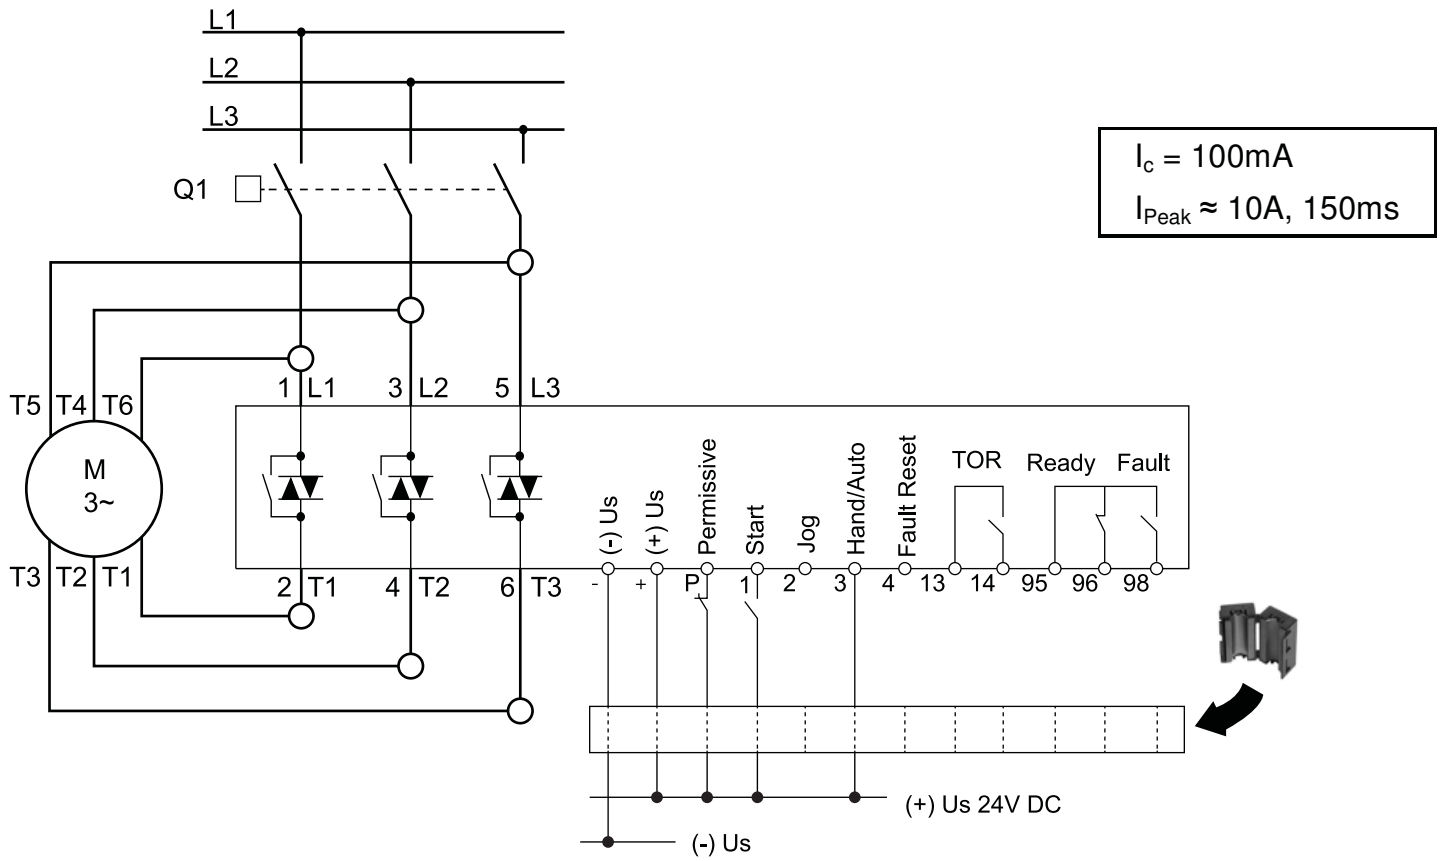 L1
L2
L3
Q1
I_c = 100mA
I_Peak ≈ 10A, 150ms
1 L1 3 L2 5 L3
T5 T4 T6
M
3~
(-) Us
(+) Us
Permissive
Start
Jog
Hand/Auto
Fault Reset
TOR Ready Fault
T3 T2 T1
2 T1 4 T2 6 T3
- + P 1 2 3 4 13 14 95 96 98
(+) Us 24V DC
(-) Us